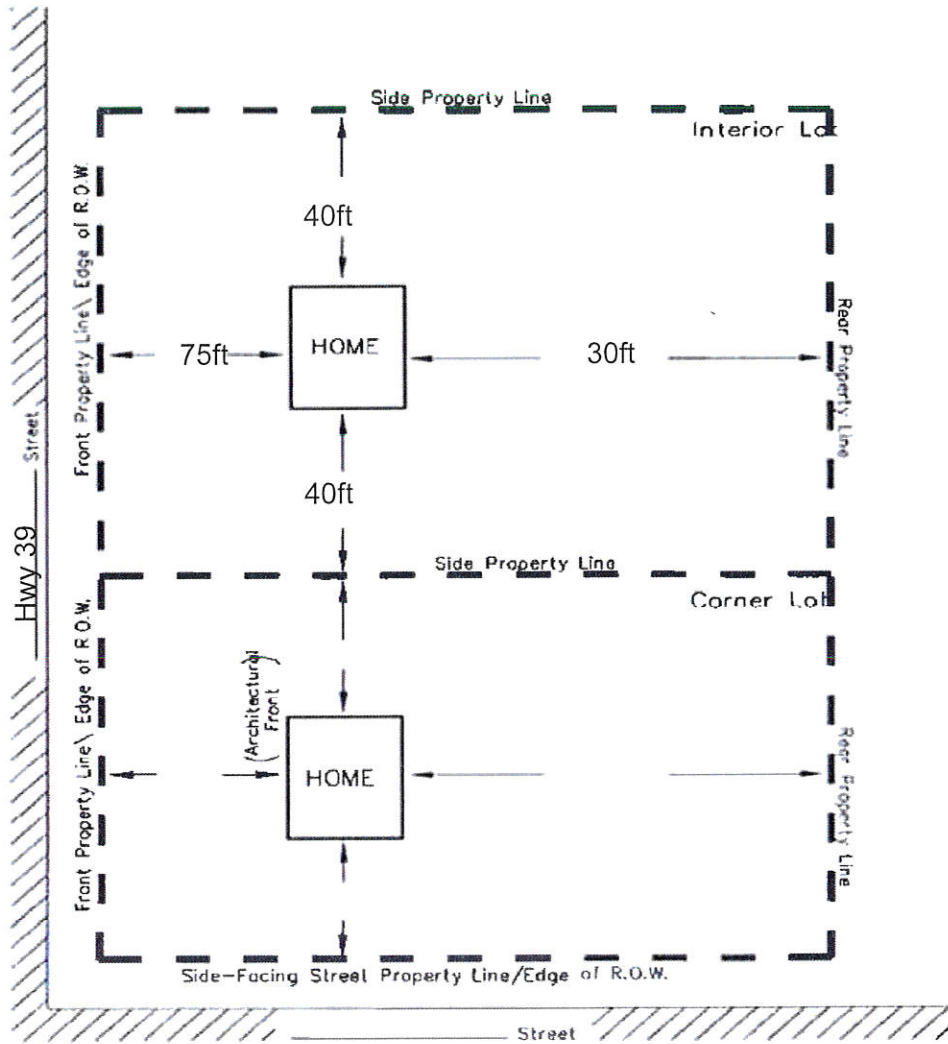 Side Property Line
Interior Lot
Front Property Line\ Edge of R.O.W.
40ft
HOME
75ft
30ft
Rear Property Line
40ft
Hwy 39 Street
Side Property Line
Corner Lot
Front Property Line\ Edge of R.O.W.
(Architectural)
Front
HOME
Rear Property Line
Side-Facing Street Property Line/Edge of R.O.W.
Street